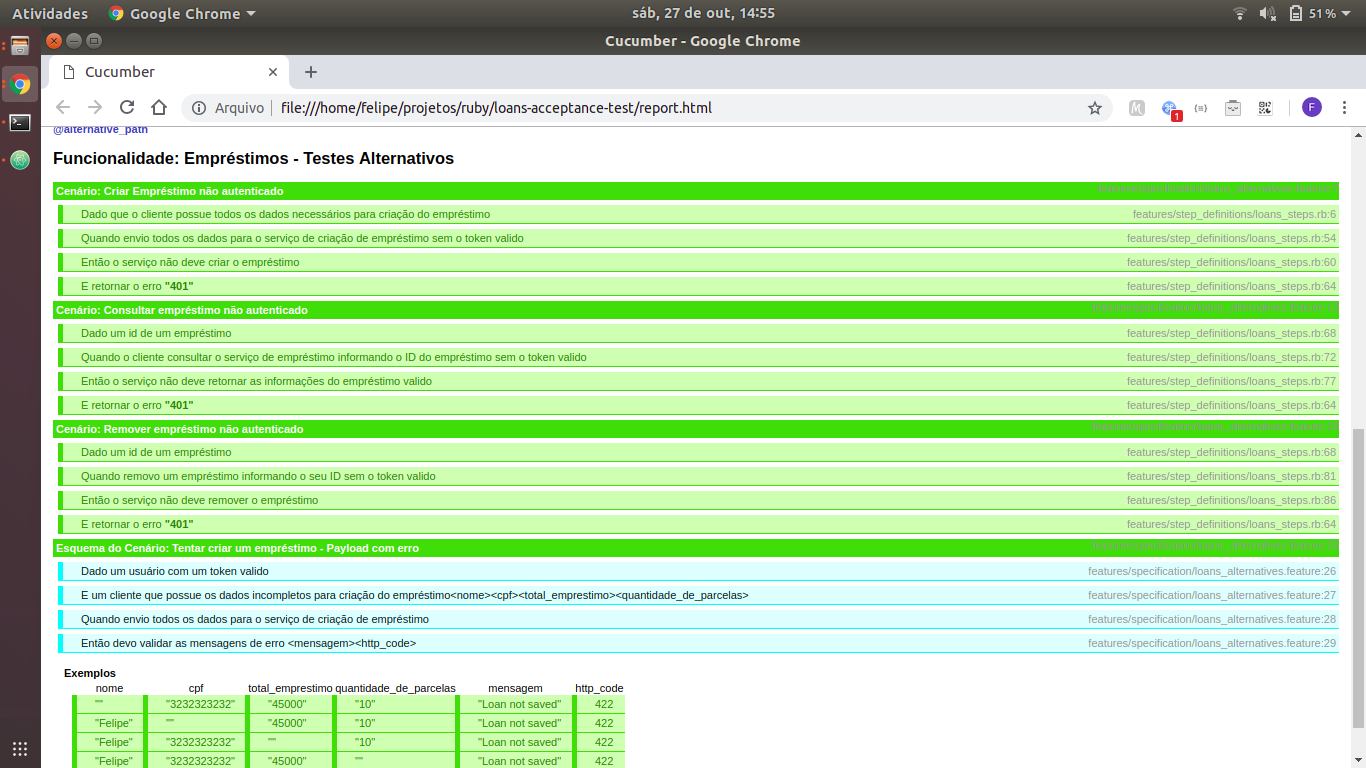 Atividades Google Chrome sáb, 27 de out, 14:55 51%
Cucumber - Google Chrome
Cucumber
Arquivo file:///home/felipe/projetos/ruby/loans-acceptance-test/report.html M 1 F
@alternative_path
Funcionalidade: Empréstimos - Testes Alternativos
Cenário: Criar Empréstimo não autenticado
Dado que o cliente possue todos os dados necessários para criação do empréstimo features/step_definitions/loans_steps.rb:6
Quando envio todos os dados para o serviço de criação de empréstimo sem o token valido features/step_definitions/loans_steps.rb:54
Então o serviço não deve criar o empréstimo features/step_definitions/loans_steps.rb:60
E retornar o erro "401" features/step_definitions/loans_steps.rb:64
Cenário: Consultar empréstimo não autenticado
Dado um id de um empréstimo features/step_definitions/loans_steps.rb:68
Quando o cliente consultar o serviço de empréstimo informando o ID do empréstimo sem o token valido features/step_definitions/loans_steps.rb:72
Então o serviço não deve retornar as informações do empréstimo valido features/step_definitions/loans_steps.rb:77
E retornar o erro "401" features/step_definitions/loans_steps.rb:64
Cenário: Remover empréstimo não autenticado
Dado um id de um empréstimo features/step_definitions/loans_steps.rb:68
Quando removo um empréstimo informando o seu ID sem o token valido features/step_definitions/loans_steps.rb:81
Então o serviço não deve remover o empréstimo features/step_definitions/loans_steps.rb:86
E retornar o erro "401" features/step_definitions/loans_steps.rb:64
Esquema do Cenário: Tentar criar um empréstimo - Payload com erro
Dado um usuário com um token valido features/specification/loans_alternatives.feature:26
E um cliente que possue os dados incompletos para criação do empréstimo<nome><cpf><total_emprestimo><quantidade_de_parcelas> features/specification/loans_alternatives.feature:27
Quando envio todos os dados para o serviço de criação de empréstimo features/specification/loans_alternatives.feature:28
Então devo validar as mensagens de erro <mensagem><http_code> features/specification/loans_alternatives.feature:29
Exemplos
nome cpf total_emprestimo quantidade_de_parcelas mensagem http_code
"" "3232323232" "45000" "10" "Loan not saved" 422
"Felipe" "" "45000" "10" "Loan not saved" 422
"Felipe" "3232323232" "" "10" "Loan not saved" 422
"Felipe" "3232323232" "45000" "" "Loan not saved" 422